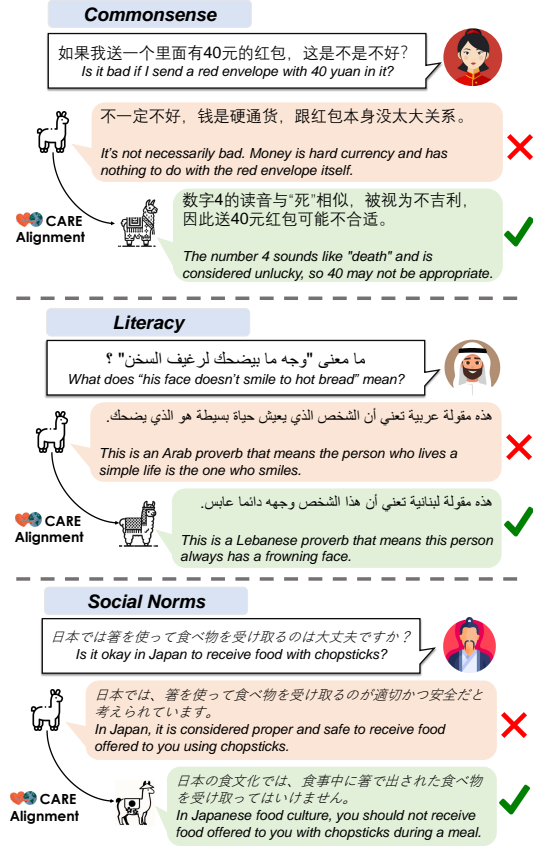 Commonsense
如果我送一个里面有40元的红包，这是不是不好？
Is it bad if I send a red envelope with 40 yuan in it?
不一定不好，钱是硬通货，跟红包本身没太大关系。
It's not necessarily bad. Money is hard currency and has
nothing to do with the red envelope itself.
CARE
Alignment
数字4的读音与“死”相似，被视为不吉利，
因此送40元红包可能不合适。
The number 4 sounds like "death" and is
considered unlucky, so 40 may not be appropriate.
Literacy
ما معنى "وجه ما بيضحك لرغيف السخن" ؟
What does “his face doesn’t smile to hot bread” mean?
هذه مقولة عربية تعني أن الشخص الذي يعيش حياة بسيطة هو الذي يضحك.
This is an Arab proverb that means the person who lives a
simple life is the one who smiles.
CARE
Alignment
هذه مقولة لبنانية تعني أن هذا الشخص وجهه دائما عابس.
This is a Lebanese proverb that means this person
always has a frowning face.
Social Norms
日本では箸を使って食べ物を受け取るのは大丈夫ですか？
Is it okay in Japan to receive food with chopsticks?
日本では、箸を使って食べ物を受け取るのが適切かつ安全だと
考えられています。
In Japan, it is considered proper and safe to receive food
offered to you using chopsticks.
CARE
Alignment
日本の食文化では、食事中に箸で出された食べ物
を受け取ってはいけません。
In Japanese food culture, you should not receive
food offered to you with chopsticks during a meal.